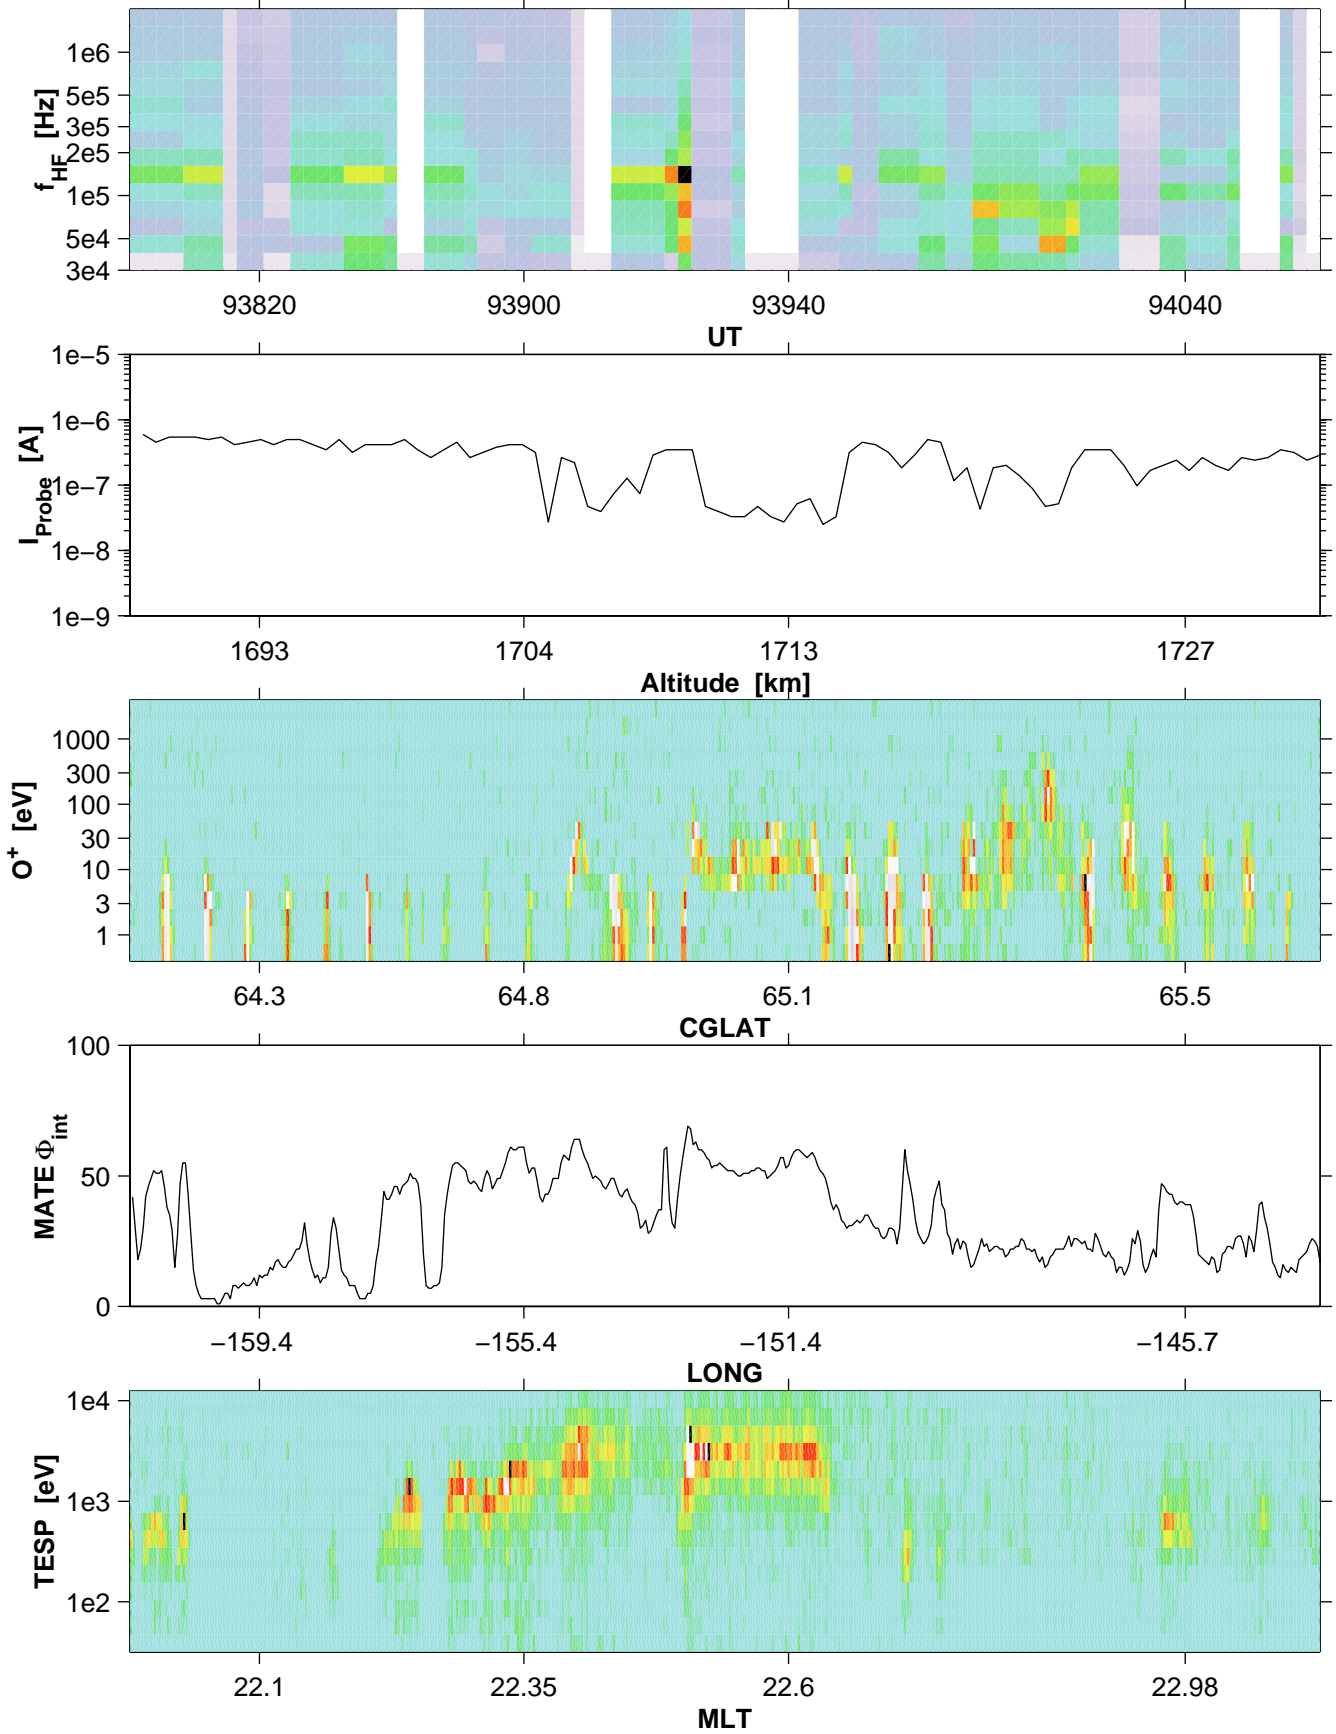 1e6
5e5
3e5
2e5
1e5
5e4
3e4
f_HF [Hz]
93820 93900 93940 94040
UT
1e−5
1e−6
1e−7
1e−8
1e−9
I_Probe [A]
1693 1704 1713 1727
Altitude [km]
1000
300
100
30
10
3
1
O⁺ [eV]
64.3 64.8 65.1 65.5
CGLAT
100
50
0
MATE Φ_int
−159.4 −155.4 −151.4 −145.7
LONG
1e4
1e3
1e2
TESP [eV]
22.1 22.35 22.6 22.98
MLT